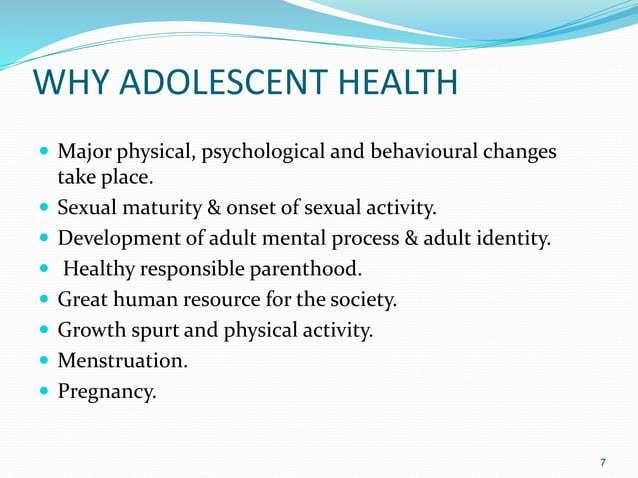 WHY ADOLESCENT HEALTH
• Major physical, psychological and behavioural changes
take place.
• Sexual maturity & onset of sexual activity.
• Development of adult mental process & adult identity.
• Healthy responsible parenthood.
• Great human resource for the society.
• Growth spurt and physical activity.
• Menstruation.
• Pregnancy.
7